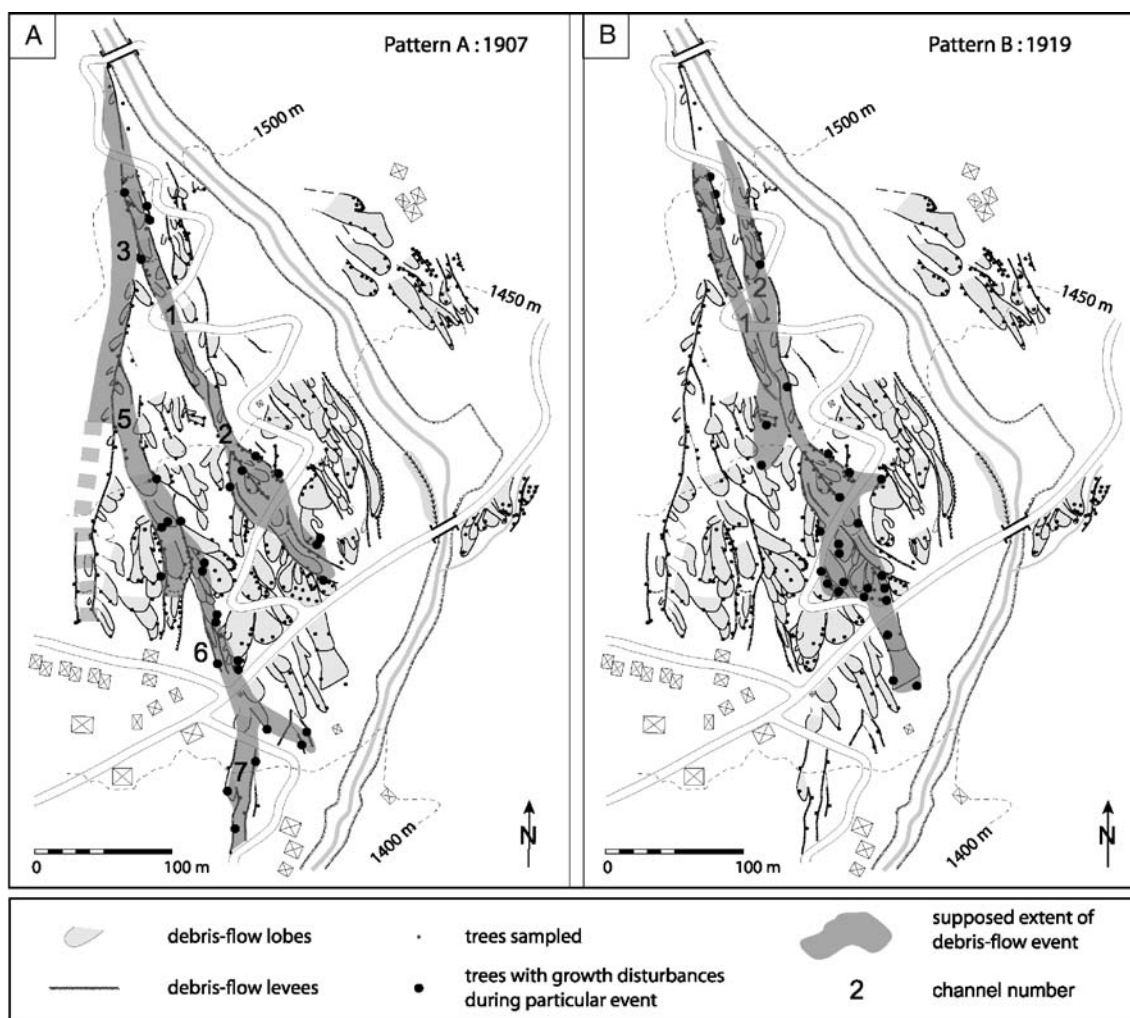 A
Pattern A : 1907
1500 m
3
1
5
2
6
7
1400 m
0
100 m
N
B
Pattern B : 1919
1500 m
1450 m
2
1
1400 m
0
100 m
N
debris-flow lobes
debris-flow levees
trees sampled
trees with growth disturbances
during particular event
supposed extent of
debris-flow event
2
channel number
1450 m